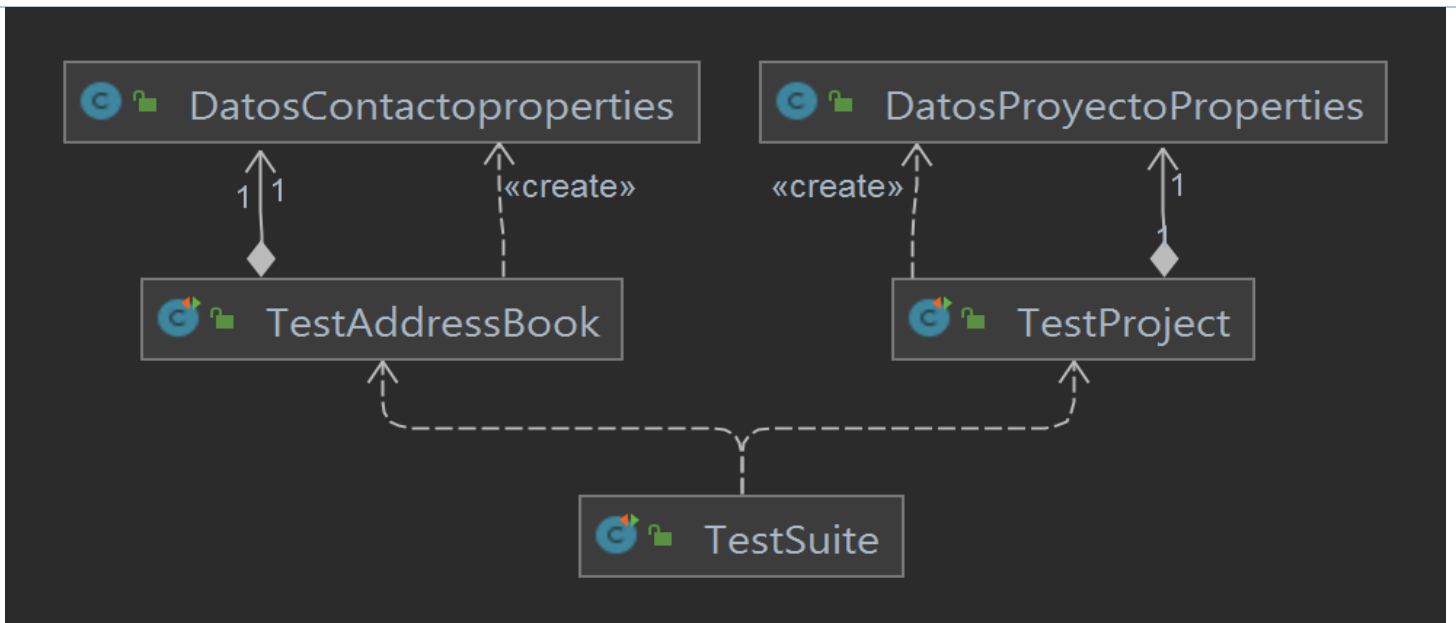 DatosContactoproperties
DatosProyectoProperties
1 1 «create»
«create» 1
1
TestAddressBook
TestProject
TestSuite